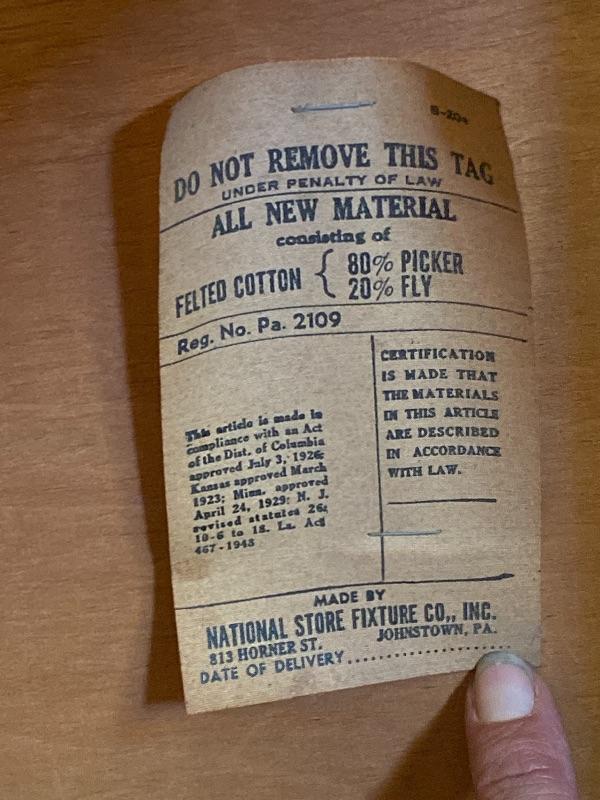 B-204
DO NOT REMOVE THIS TAG
UNDER PENALTY OF LAW
ALL NEW MATERIAL
consisting of
FELTED COTTON { 80% PICKER
20% FLY
Reg. No. Pa. 2109
This article is made in
compliance with an Act
of the Dist. of Columbia
approved July 3, 1926;
Kansas approved March
1923; Minn. approved
April 24, 1929; N. J.
revised statutes 26;
10-6 to 18. La. Act
467-1948
CERTIFICATION
IS MADE THAT
THE MATERIALS
IN THIS ARTICLE
ARE DESCRIBED
IN ACCORDANCE
WITH LAW.
MADE BY
NATIONAL STORE FIXTURE CO., INC.
813 HORNER ST. JOHNSTOWN, PA.
DATE OF DELIVERY....................